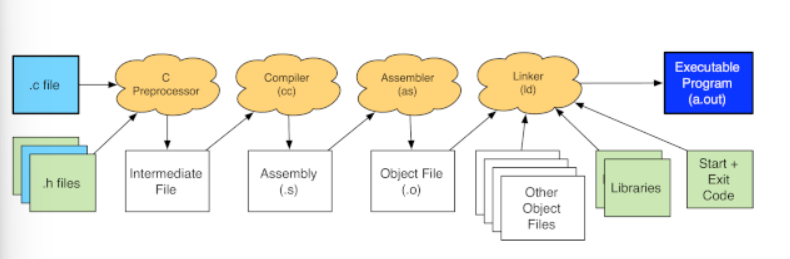 .c file
C
Preprocessor
Compiler
(cc)
Assembler
(as)
Linker
(ld)
Executable
Program
(a.out)
.h files
Intermediate
File
Assembly
(.s)
Object File
(.o)
Other
Object
Files
Libraries
Start +
Exit
Code